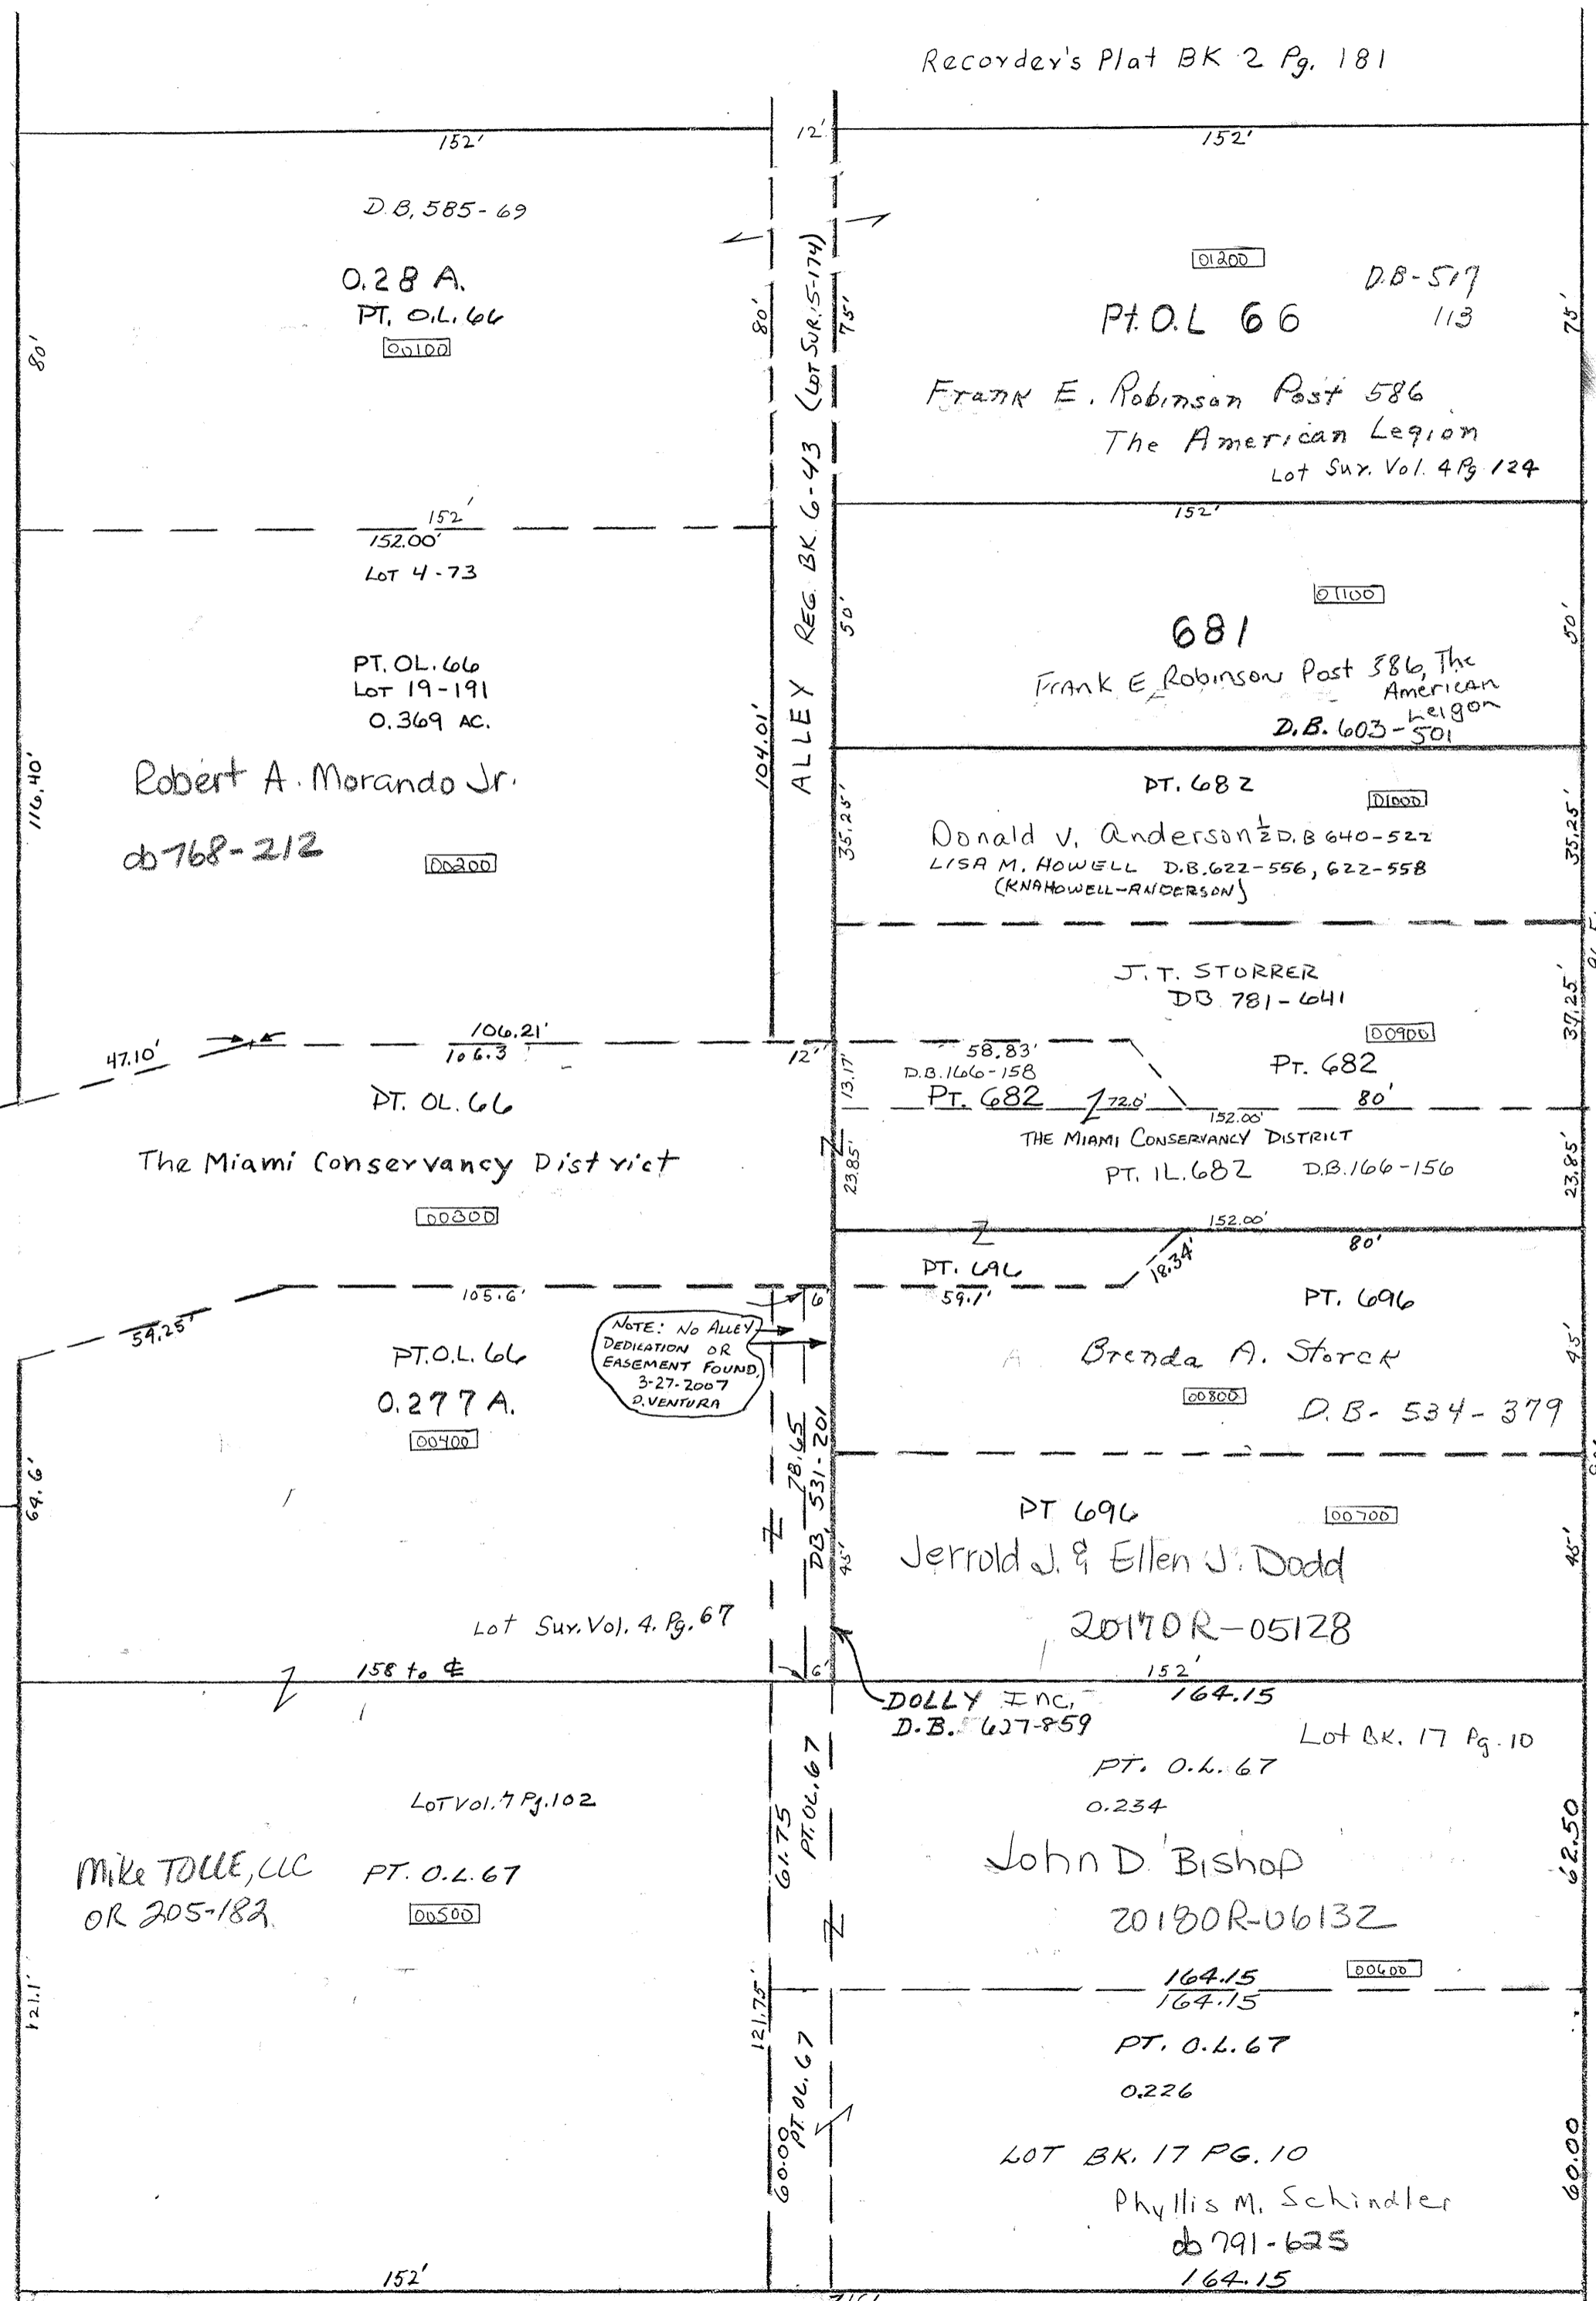 Recorder's Plat BK 2 Pg. 181
152'
12'
152'
D.B. 585-69
0.28 A.
PT. O.L. 66
00100
80'
80'
ALLEY REG. BK. 6-43 (LOT SUR. 15-174)
75'
01200
D.B-517
113
Pt. O.L 66
75'
Frank E. Robinson Post 586
The American Legion
Lot Sur. Vol. 4 Pg 124
152'
152.00'
LOT 4-73
152'
PT. OL. 66
LOT 19-191
0.369 AC.
Robert A. Morando Jr.
db 768-212
00200
116.40'
104.01'
50'
01100
681
Frank E. Robinson Post 586, The
American
Leigon
D.B. 603-501
50'
PT. 682
01000
Donald V. Anderson ½ D.B 640-522
LISA M. HOWELL D.B. 622-556, 622-558
(KNAHOWELL-ANDERSON)
35.25'
35.25'
J.T. STORRER
DB 781-641
00900
PT. 682
37.25'
47.10'
106.21'
106.3
12'
13.17'
58.83'
D.B. 166-158
PT. 682
72.0'
80'
152.00'
PT. OL. 66
The Miami Conservancy District
00300
23.85'
THE MIAMI CONSERVANCY DISTRICT
PT. IL. 682 D.B. 166-156
23.85'
152.00'
80'
PT. 696
18.34'
59.1'
59.25'
105.6'
6'
NOTE: NO ALLEY
DEDICATION OR
EASEMENT FOUND.
3-27-2007
D. VENTURA
PT. O.L. 66
0.277 A.
00400
64.6'
PT. 696
Brenda A. Storck
00800
D.B- 534-379
45'
78.65
DB. 531-201
45'
PT 696
00700
Jerrold J. & Ellen J. Dodd
20170R-05128
45'
Lot Sur. Vol. 4. Pg. 67
158 to ℄
6'
152'
164.15
DOLLY Inc,
D.B. 627-859
Lot BK. 17 Pg. 10
PT. O.L. 67
0.234
John D. Bishop
20180R-06132
00600
62.50
LOT Vol. 7 Pg. 102
Mike TOLLE, LLC
OR 205-182
PT. O.L. 67
00500
121.1'
61.75
PT. OL. 67
121.75'
164.15
164.15
PT. O.L. 67
0.226
60.00
PT. OL. 67
LOT BK. 17 PG. 10
Phyllis M. Schindler
db 791-625
60.00
152'
164.15